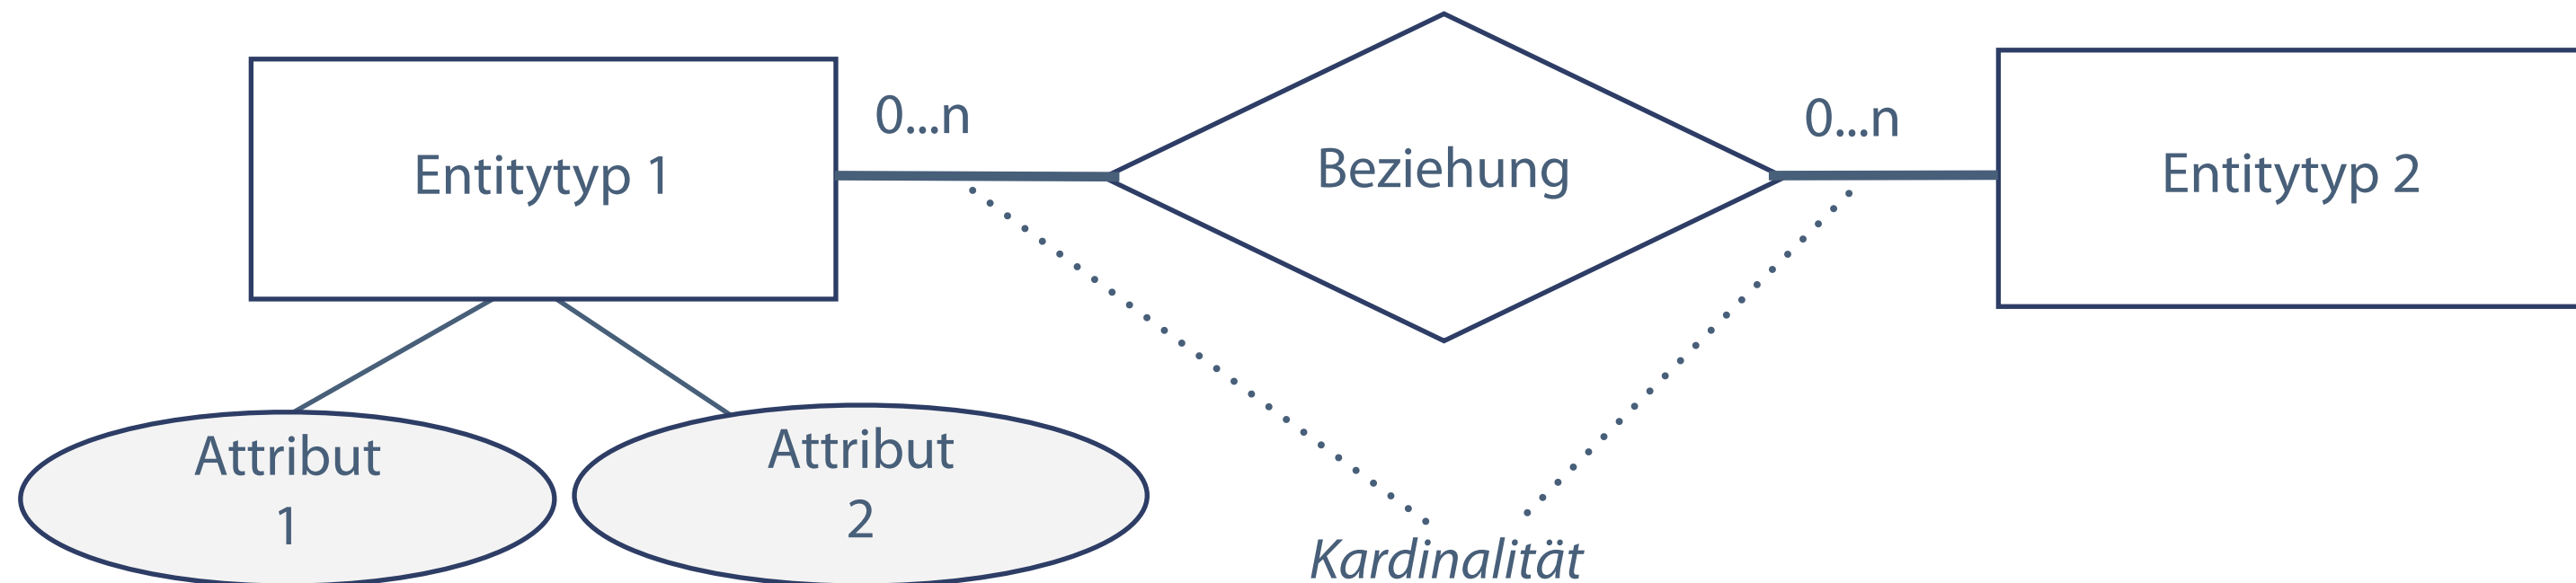 0...n
0...n
Entitytyp 1
Beziehung
Entitytyp 2
Attribut
1
Attribut
2
Kardinalität